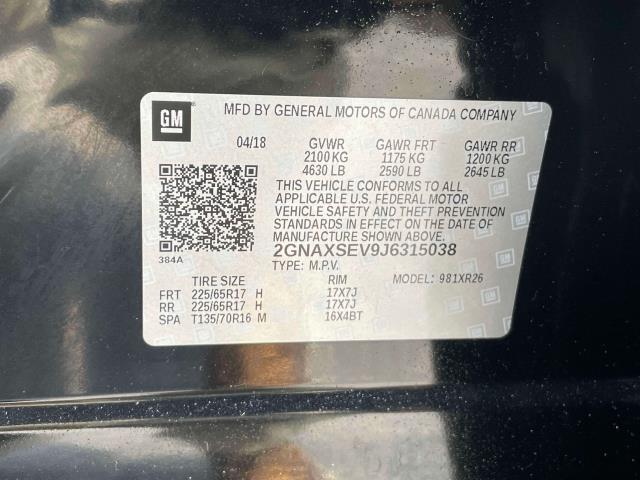 GM MFD BY GENERAL MOTORS OF CANADA COMPANY
04/18 GVWR GAWR FRT GAWR RR
2100 KG 1175 KG 1200 KG
4630 LB 2590 LB 2645 LB
THIS VEHICLE CONFORMS TO ALL
APPLICABLE U.S. FEDERAL MOTOR
VEHICLE SAFETY AND THEFT PREVENTION
STANDARDS IN EFFECT ON THE DATE OF
MANUFACTURE SHOWN ABOVE.
384A 2GNAXSEV9J6315038
TYPE: M.P.V. MODEL: 981XR26
TIRE SIZE RIM
FRT 225/65R17 H 17X7J
RR 225/65R17 H 17X7J
SPA T135/70R16 M 16X4BT